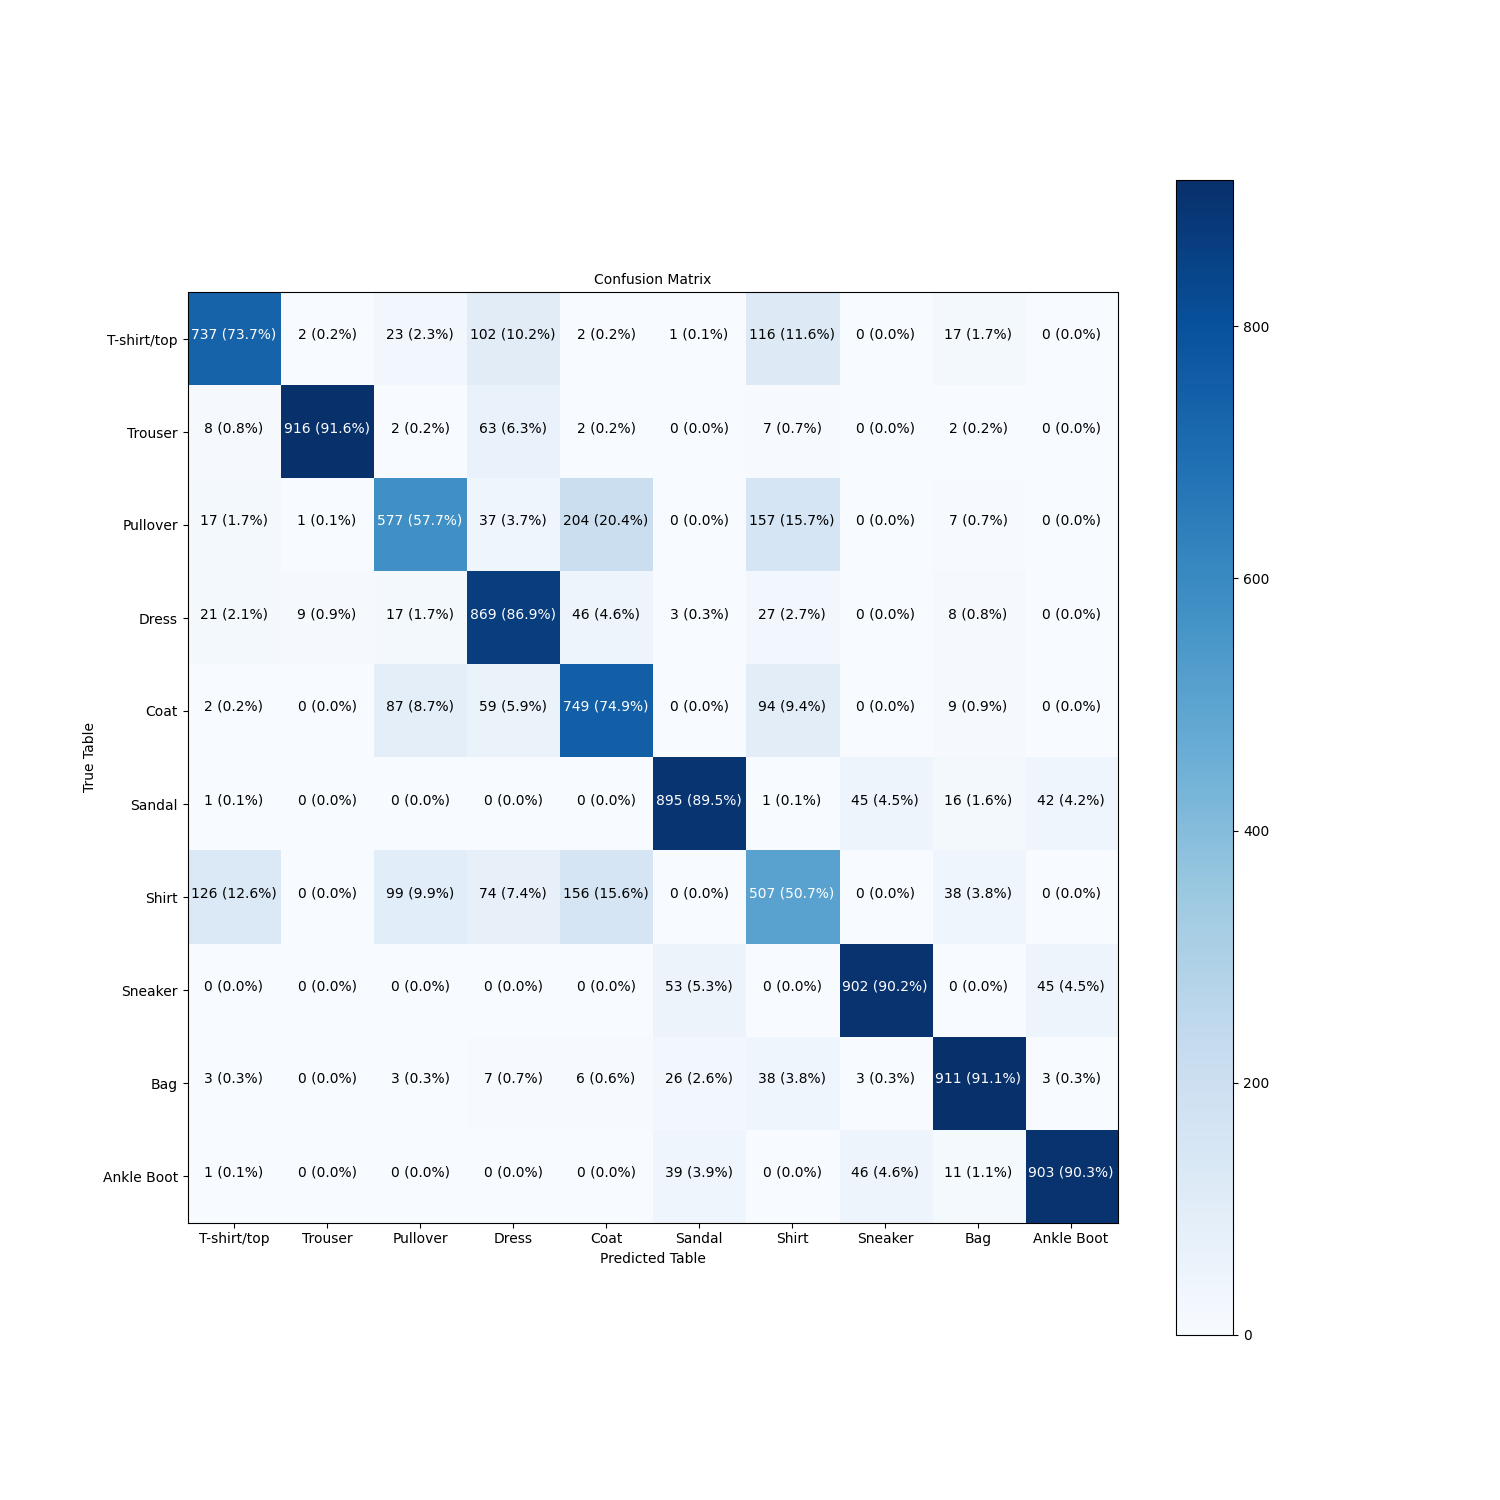 Confusion Matrix
T-shirt/top 737 (73.7%) 2 (0.2%) 23 (2.3%) 102 (10.2%) 2 (0.2%) 1 (0.1%) 116 (11.6%) 0 (0.0%) 17 (1.7%) 0 (0.0%)
Trouser 8 (0.8%) 916 (91.6%) 2 (0.2%) 63 (6.3%) 2 (0.2%) 0 (0.0%) 7 (0.7%) 0 (0.0%) 2 (0.2%) 0 (0.0%)
Pullover 17 (1.7%) 1 (0.1%) 577 (57.7%) 37 (3.7%) 204 (20.4%) 0 (0.0%) 157 (15.7%) 0 (0.0%) 7 (0.7%) 0 (0.0%)
Dress 21 (2.1%) 9 (0.9%) 17 (1.7%) 869 (86.9%) 46 (4.6%) 3 (0.3%) 27 (2.7%) 0 (0.0%) 8 (0.8%) 0 (0.0%)
Coat 2 (0.2%) 0 (0.0%) 87 (8.7%) 59 (5.9%) 749 (74.9%) 0 (0.0%) 94 (9.4%) 0 (0.0%) 9 (0.9%) 0 (0.0%)
Sandal 1 (0.1%) 0 (0.0%) 0 (0.0%) 0 (0.0%) 0 (0.0%) 895 (89.5%) 1 (0.1%) 45 (4.5%) 16 (1.6%) 42 (4.2%)
Shirt 126 (12.6%) 0 (0.0%) 99 (9.9%) 74 (7.4%) 156 (15.6%) 0 (0.0%) 507 (50.7%) 0 (0.0%) 38 (3.8%) 0 (0.0%)
Sneaker 0 (0.0%) 0 (0.0%) 0 (0.0%) 0 (0.0%) 0 (0.0%) 53 (5.3%) 0 (0.0%) 902 (90.2%) 0 (0.0%) 45 (4.5%)
Bag 3 (0.3%) 0 (0.0%) 3 (0.3%) 7 (0.7%) 6 (0.6%) 26 (2.6%) 38 (3.8%) 3 (0.3%) 911 (91.1%) 3 (0.3%)
Ankle Boot 1 (0.1%) 0 (0.0%) 0 (0.0%) 0 (0.0%) 0 (0.0%) 39 (3.9%) 0 (0.0%) 46 (4.6%) 11 (1.1%) 903 (90.3%)
T-shirt/top Trouser Pullover Dress Coat Sandal Shirt Sneaker Bag Ankle Boot
Predicted Table
True Table
800
600
400
200
0